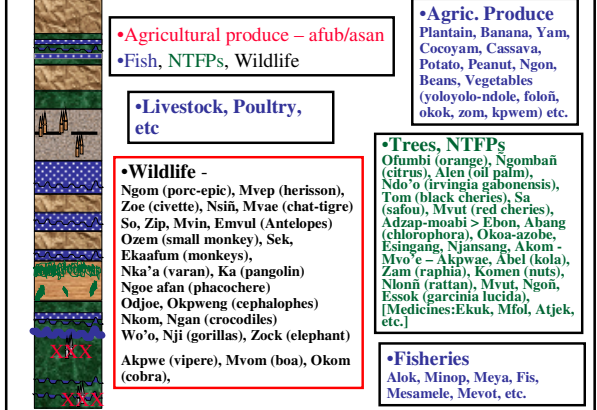 •Agricultural produce – afub/asan
•Fish, NTFPs, Wildlife
•Livestock, Poultry,
etc
•Wildlife -
Ngom (porc-epic), Mvep (herisson),
Zoe (civette), Nsiñ, Mvae (chat-tigre)
So, Zip, Mvin, Emvul (Antelopes)
Ozem (small monkey), Sek,
Ekaafum (monkeys),
Nka'a (varan), Ka (pangolin)
Ngoe afan (phacochere)
Odjoe, Okpweng (cephalophes)
Nkom, Ngan (crocodiles)
Wo'o, Nji (gorillas), Zock (elephant)
Akpwe (vipere), Mvom (boa), Okom
(cobra),
•Agric. Produce
Plantain, Banana, Yam,
Cocoyam, Cassava,
Potato, Peanut, Ngon,
Beans, Vegetables
(yoloyolo-ndole, foloñ,
okok, zom, kpwem) etc.
•Trees, NTFPs
Ofumbi (orange), Ñgombañ
(citrus), Alen (oil palm),
Ndo'o (irvingia gabonensis),
Tom (black cheries), Sa
(safou), Mvut (red cheries),
Adzap-moabi > Ebon, Abang
(chlorophora), Okoa-azobe,
Esingang, Njansang, Akom -
Mvo'e – Akpwae, Abel (kola),
Zam (raphia), Komen (nuts),
Nlonñ (rattan), Mvut, Ngoñ,
Essok (garcinia lucida),
[Medicines:Ekuk, Mfol, Atjek,
etc.]
•Fisheries
Alok, Minop, Meya, Fis,
Mesamele, Mevot, etc.
XXX
XXX